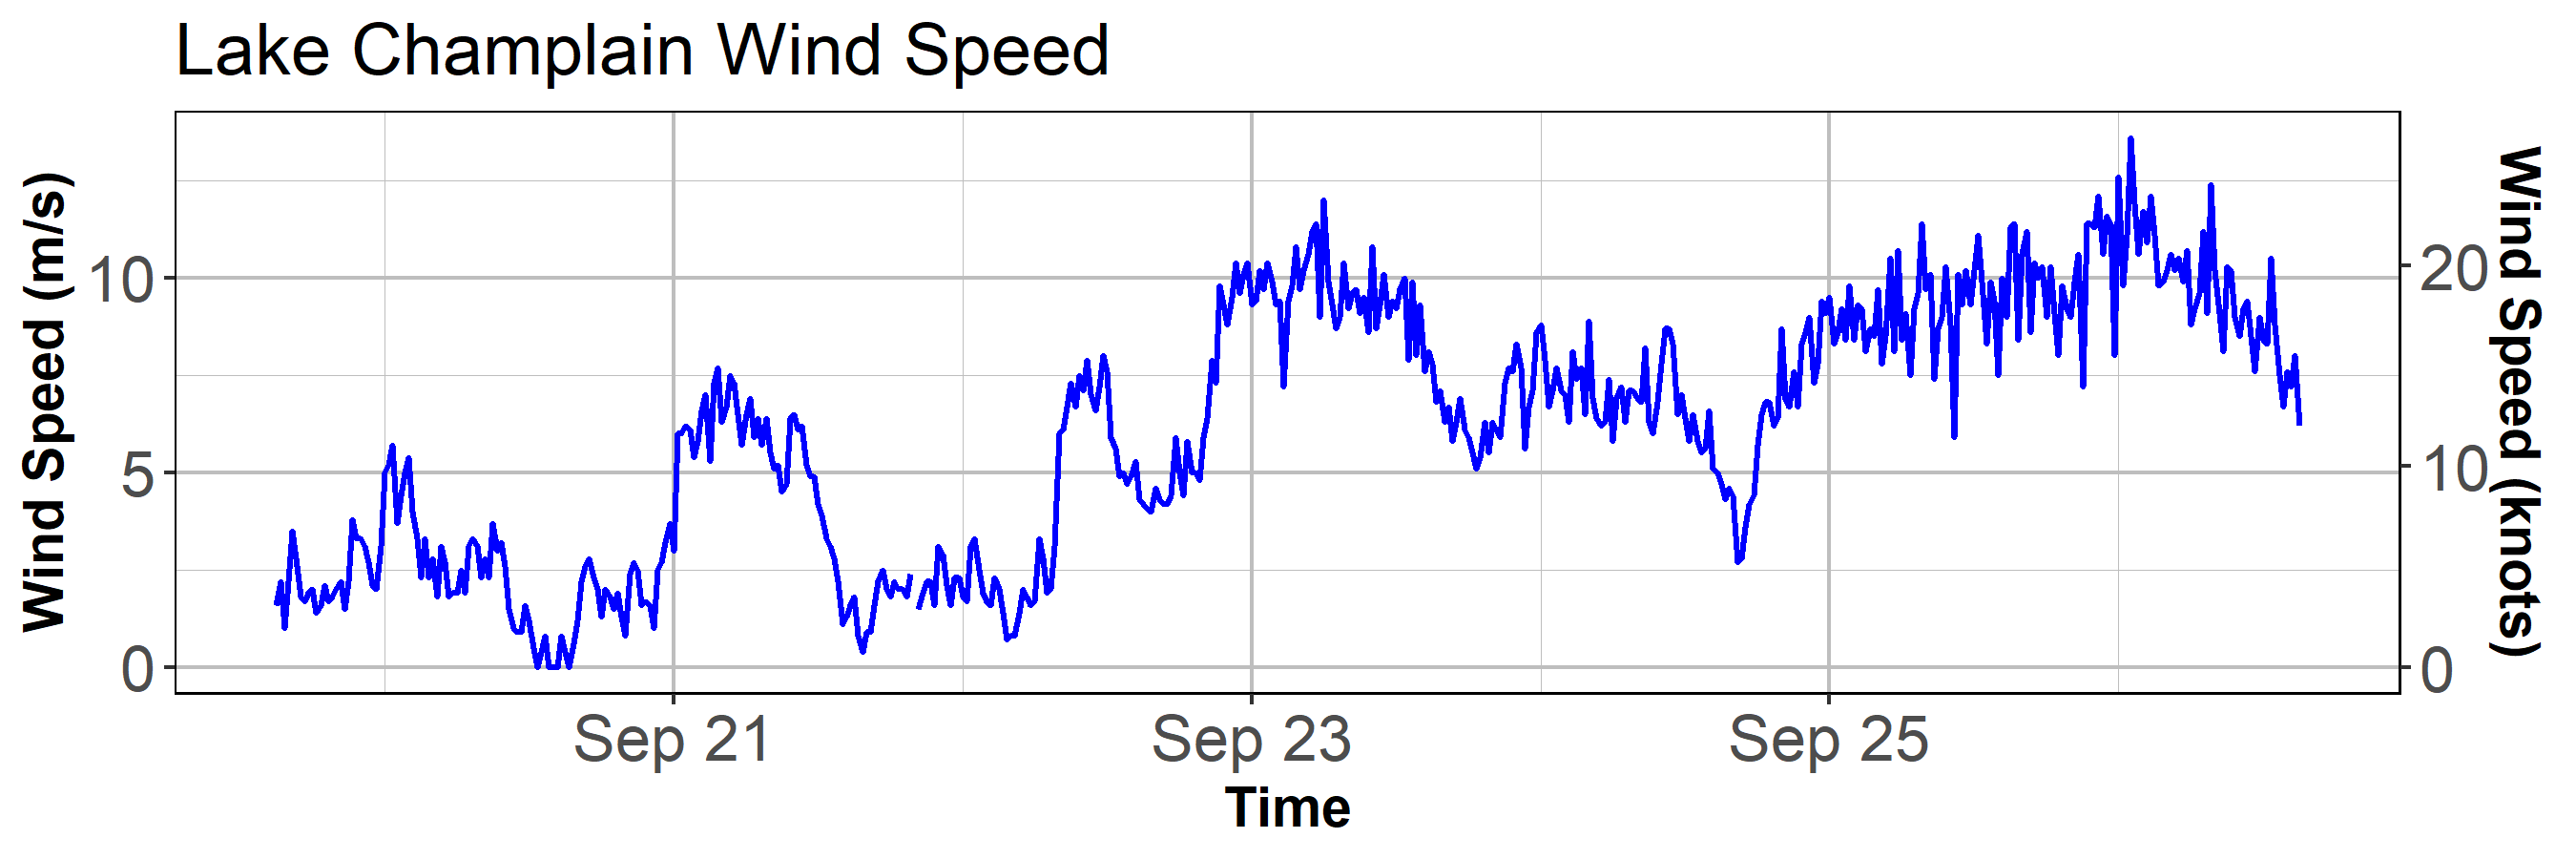 Lake Champlain Wind Speed
Wind Speed (m/s)
10
5
0
20
10
0
Wind Speed (knots)
Sep 21
Sep 23
Sep 25
Time